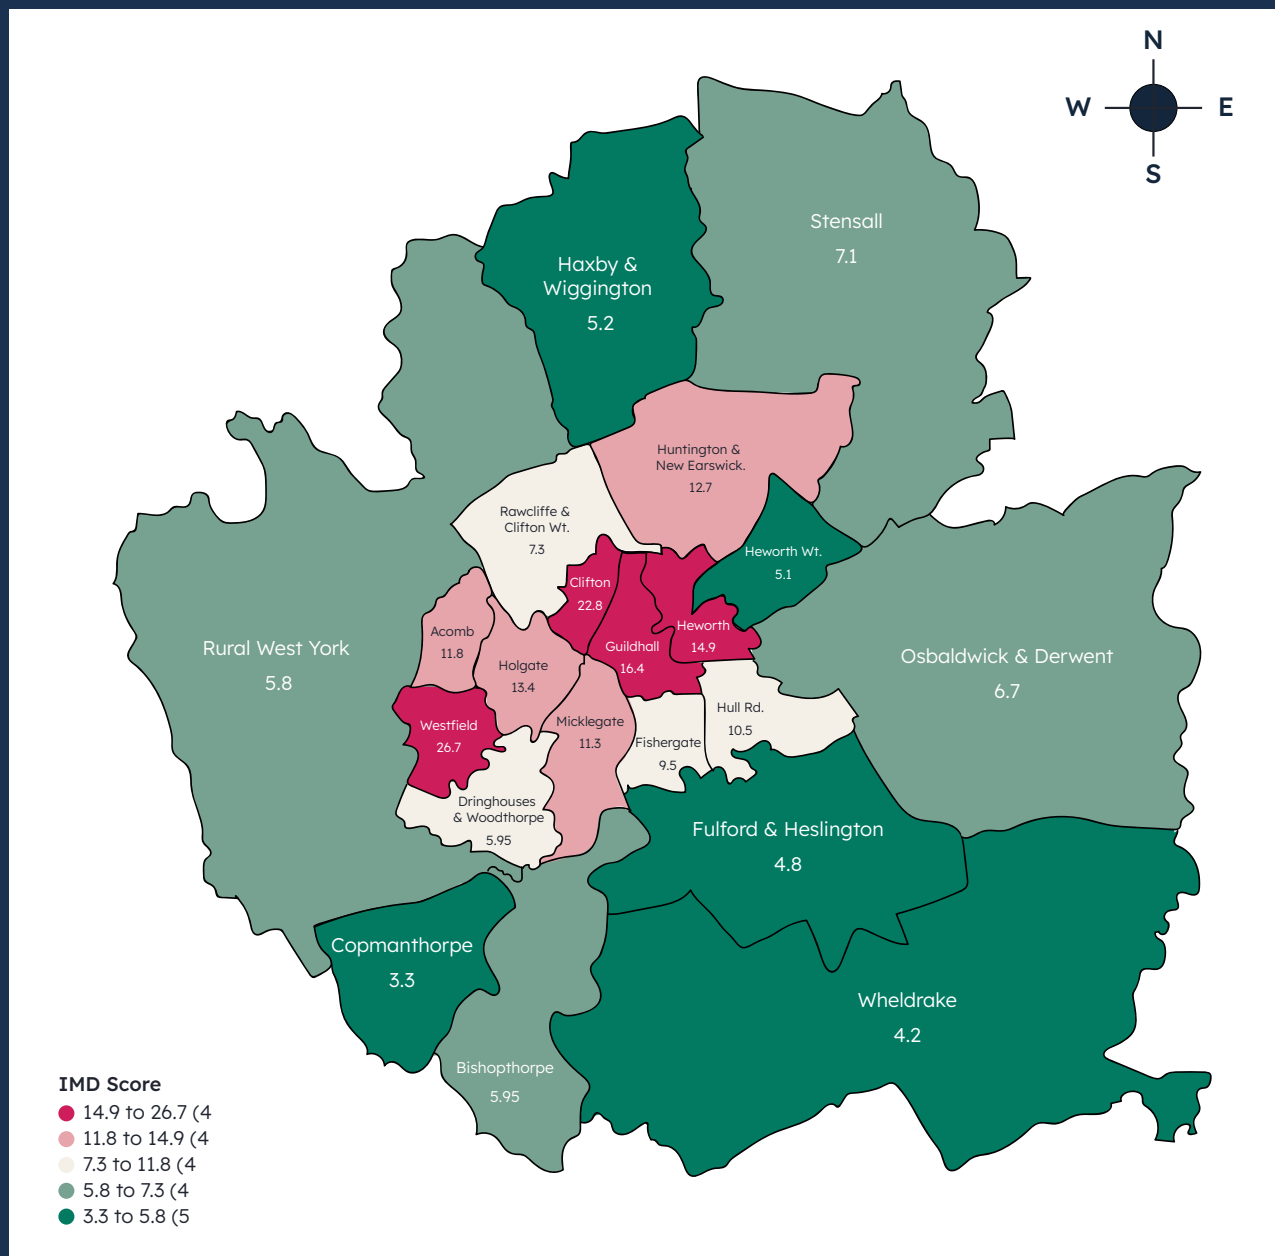 N
W
E
S
Stensall
7.1
Haxby &
Wiggington
5.2
Huntington &
New Earswick.
12.7
Rawcliffe &
Clifton Wt.
7.3
Heworth Wt.
5.1
Clifton
22.8
Heworth
14.9
Guildhall
16.4
Acomb
11.8
Holgate
13.4
Rural West York
5.8
Osbaldwick & Derwent
6.7
Westfield
26.7
Micklegate
11.3
Hull Rd.
10.5
Fishergate
9.5
Dringhouses
& Woodthorpe
5.95
Fulford & Heslington
4.8
Copmanthorpe
3.3
Wheldrake
4.2
Bishopthorpe
5.95
IMD Score
14.9 to 26.7 (4
11.8 to 14.9 (4
7.3 to 11.8 (4
5.8 to 7.3 (4
3.3 to 5.8 (5